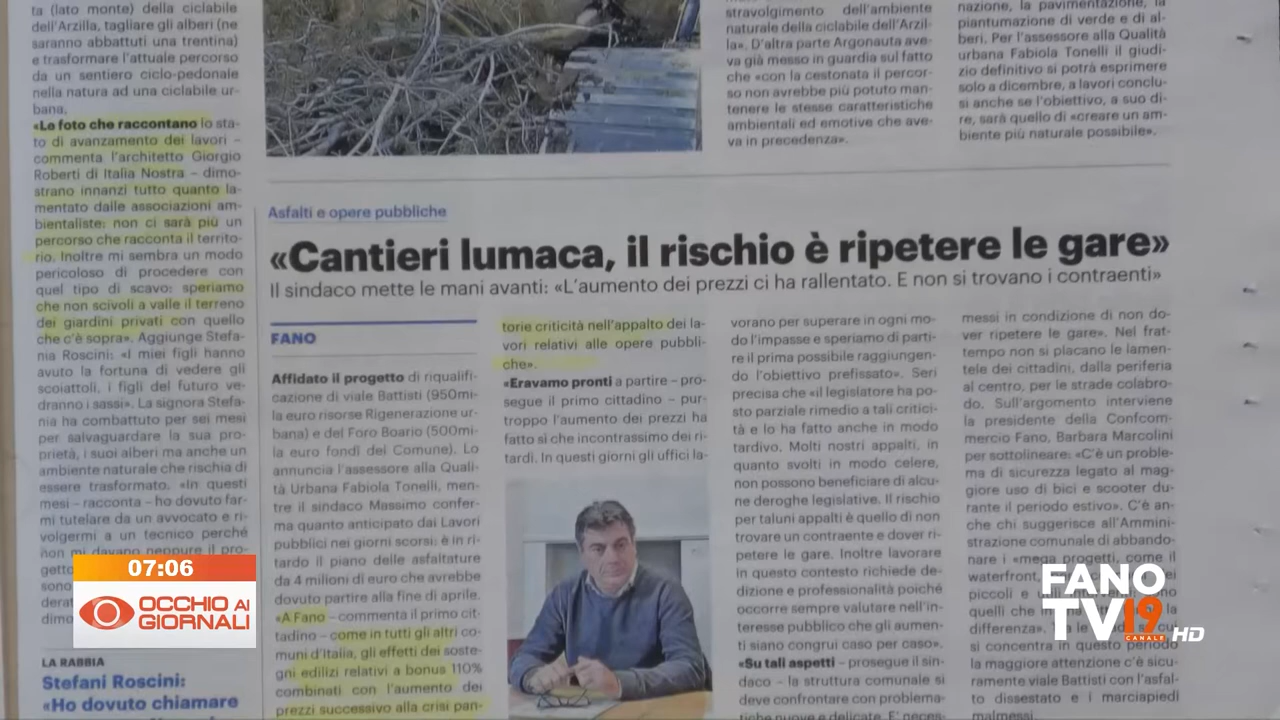 ta (lato monte) della ciclabile
dell'Arzilla, tagliare gli alberi (ne
saranno abbattuti una trentina)
e trasformare l'attuale percorso
da un sentiero ciclo-pedonale
nella natura ad una ciclabile ur-
bana.
«Le foto che raccontano lo sta-
to di avanzamento dei lavori –
commenta l'architetto Giorgio
Roberti di Italia Nostra – dimo-
strano innanzi tutto quanto la-
mentato dalle associazioni am-
bientaliste: non ci sarà più un
percorso che racconta il territo-
rio. Inoltre mi sembra un modo
pericoloso di procedere con
quel tipo di scavo: speriamo
che non scivoli a valle il terreno
dei giardini privati con quello
che c'è sopra». Aggiunge Stefa-
nia Roscini: «I miei figli hanno
avuto la fortuna di vedere gli
scoiattoli, i figli del futuro ve-
dranno i sassi». La signora Stefa-
nia ha combattuto per sei mesi
per salvaguardare la sua pro-
prietà, i suoi alberi ma anche un
ambiente naturale che rischia di
essere trasformato. «In questi
mesi – racconta – ho dovuto far-
mi tutelare da un avvocato e ri-
volgermi a un tecnico perché
non mi davano neppure il pro-
getto
sono
derat
dimo
LA RABBIA
Stefani Roscini:
«Ho dovuto chiamare
stravolgimento dell'ambiente
naturale della ciclabile dell'Arzil-
la». D'altra parte Argonauta ave-
va già messo in guardia sul fatto
che «con la cestonata il percor-
so non avrebbe più potuto man-
tenere le stesse caratteristiche
ambientali ed emotive che ave-
va in precedenza».
nazione, la pavimentazione, la
piantumazione di verde e di al-
beri. Per l'assessore alla Qualità
urbana Fabiola Tonelli il giudi-
zio definitivo si potrà esprimere
solo a dicembre, a lavori conclu-
si anche se l'obiettivo, a suo di-
re, sarà quello di «creare un am-
biente più naturale possibile».
Asfalti e opere pubbliche
«Cantieri lumaca, il rischio è ripetere le gare»
Il sindaco mette le mani avanti: «L'aumento dei prezzi ci ha rallentato. E non si trovano i contraenti»
FANO
Affidato il progetto di riqualifi-
cazione di viale Battisti (950mi-
la euro risorse Rigenerazione ur-
bana) e del Foro Boario (500mi-
la euro fondi del Comune). Lo
annuncia l'assessore alla Quali-
tà Urbana Fabiola Tonelli, men-
tre il sindaco Massimo confer-
ma quanto anticipato dai Lavori
pubblici nei giorni scorsi: è in ri-
tardo il piano delle asfaltature
da 4 milioni di euro che avrebbe
dovuto partire alla fine di aprile.
«A Fano – commenta il primo cit-
tadino – come in tutti gli altri co-
muni d'Italia, gli effetti dei soste-
gni edilizi relativi a bonus 110%
combinati con l'aumento dei
prezzi successivo alla crisi pan-
torie criticità nell'appalto dei la-
vori relativi alle opere pubbli-
che».
«Eravamo pronti a partire – pro-
segue il primo cittadino – pur-
troppo l'aumento dei prezzi ha
fatto sì che incontrassimo dei ri-
tardi. In questi giorni gli uffici la-
vorano per superare in ogni mo-
do l'impasse e speriamo di parti-
re il prima possibile raggiungen-
do l'obiettivo prefissato». Seri
precisa che «il legislatore ha po-
sto parziale rimedio a tali critici-
tà e lo ha fatto anche in modo
tardivo. Molti nostri appalti, in
quanto svolti in modo celere,
non possono beneficiare di alcu-
ne deroghe legislative. Il rischio
per taluni appalti è quello di non
trovare un contraente e dover ri-
petere le gare. Inoltre lavorare
in questo contesto richiede de-
dizione e professionalità poiché
occorre sempre valutare nell'in-
teresse pubblico che gli aumen-
ti siano congrui caso per caso».
«Su tali aspetti – prosegue il sin-
daco – la struttura comunale si
deve confrontare con problema-
tiche nuove e delicate. E' neces-
messi in condizione di non do-
ver ripetere le gare». Nel frat-
tempo non si placano le lamen-
tele dei cittadini, dalla periferia
al centro, per le strade colabro-
do. Sull'argomento interviene
la presidente della Confcom-
mercio Fano, Barbara Marcolini
per sottolineare: «C'è un proble-
ma di sicurezza legato al mag-
giore uso di bici e scooter du-
rante il periodo estivo». C'è an-
che chi suggerisce all'Ammini-
strazione comunale di abbando-
nare i «mega progetti, come il
waterfront,
piccoli e
quelli che la
differenza».
si concentra in questo periodo
la maggiore attenzione c'è sicu-
ramente viale Battisti con l'asfal-
to dissestato e i marciapiedi
malmessi.
07:06
OCCHIO AI
GIORNALI
FANO
TV19
CANALE HD